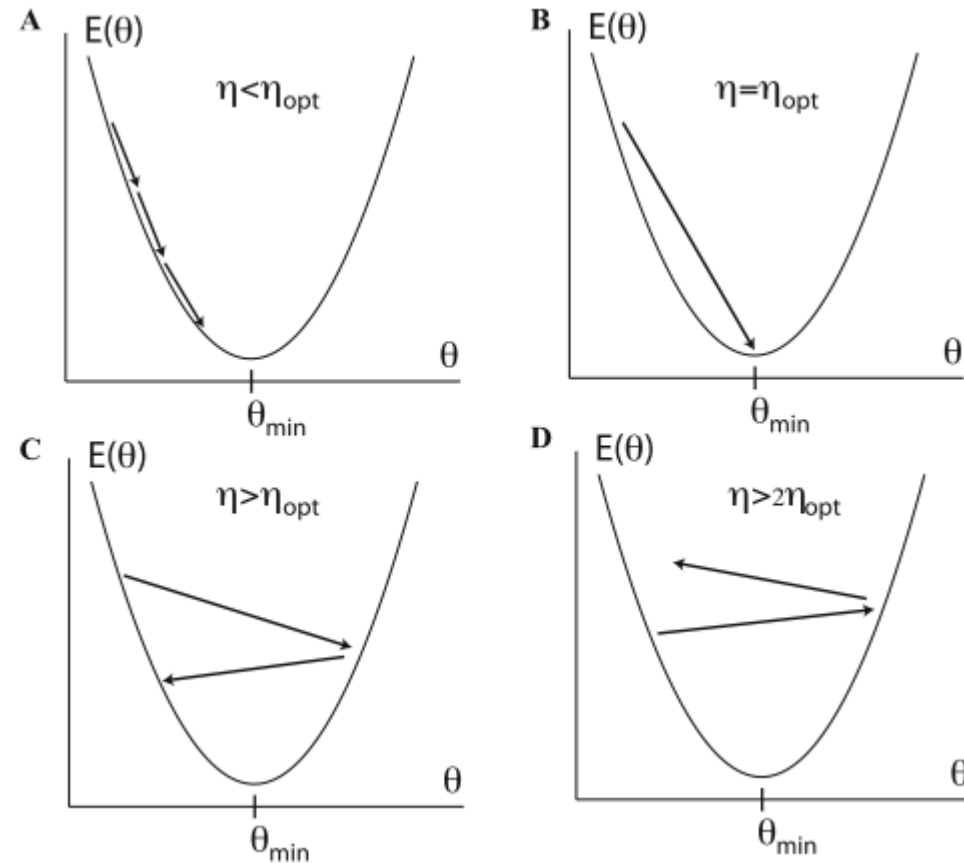 A
E(θ)
η<ηopt
θ
θmin
B
E(θ)
η=ηopt
θ
θmin
C
E(θ)
η>ηopt
θ
θmin
D
E(θ)
η>2ηopt
θ
θmin